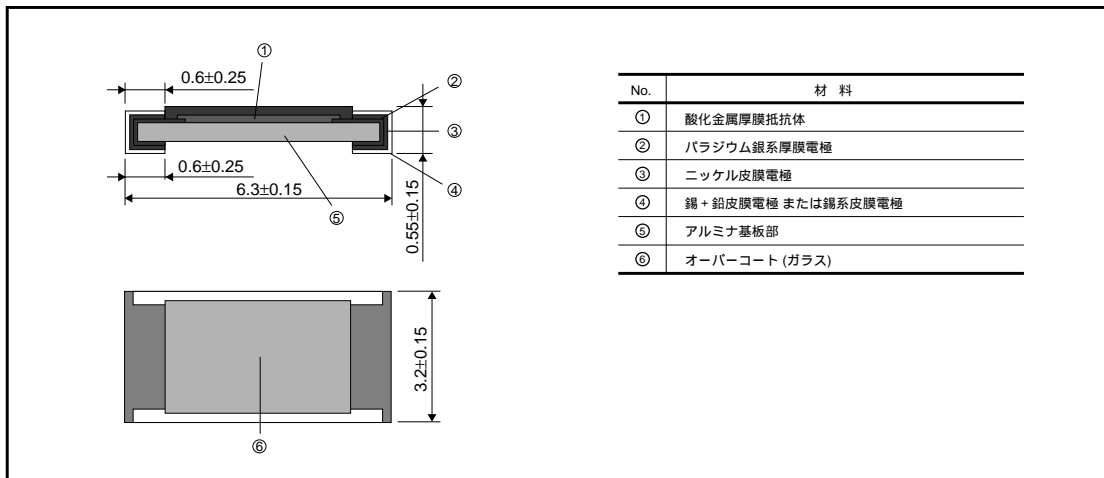 ①
②
③
④
⑤
0.6±0.25
0.6±0.25
6.3±0.15
0.55±0.15
3.2±0.15
⑥
No. 材 料
① 酸化金属厚膜抵抗体
② パラジウム銀系厚膜電極
③ ニッケル皮膜電極
④ 錫 + 鉛皮膜電極 または錫系皮膜電極
⑤ アルミナ基板部
⑥ オーバーコート (ガラス)